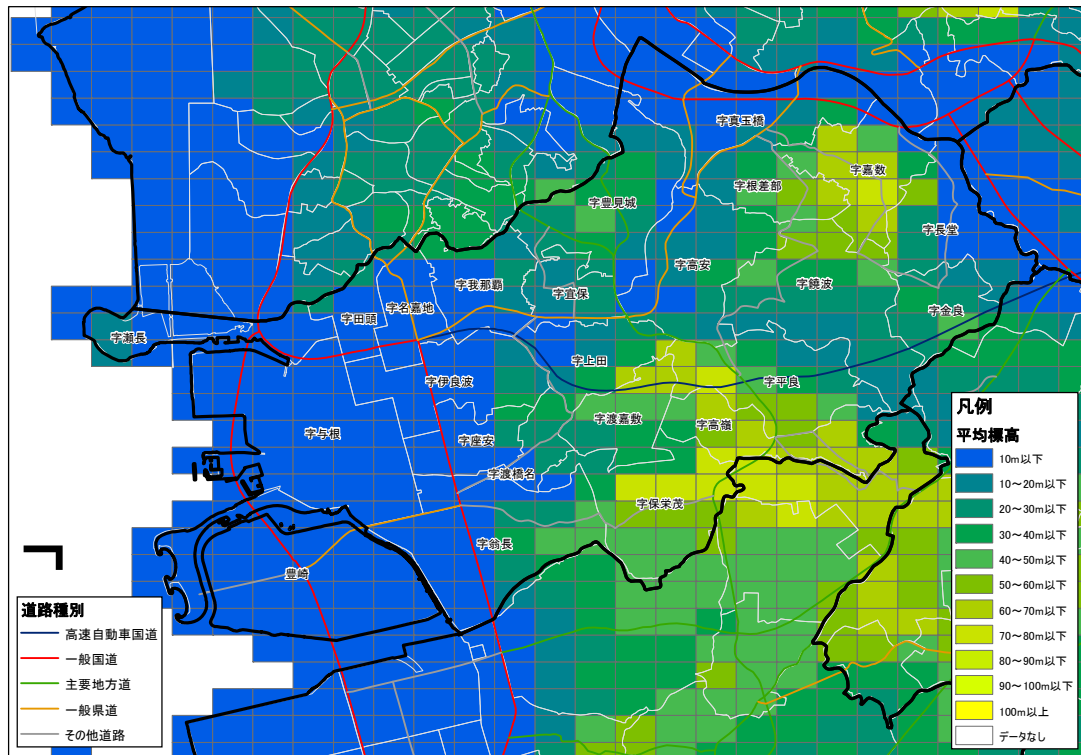 字真玉橋
字嘉数
字根差部
字豊見城
字長堂
字高安
字饒波
字我那覇
字宜保
字名嘉地
字田頭
字金良
字瀬長
字上田
字伊良波
字平良
字渡嘉敷
字高嶺
字与根
字座安
字渡橋名
字保栄茂
字翁長
豊崎
道路種別
高速自動車国道
一般国道
主要地方道
一般県道
その他道路
凡例
平均標高
10m以下
10～20m以下
20～30m以下
30～40m以下
40～50m以下
50～60m以下
60～70m以下
70～80m以下
80～90m以下
90～100m以下
100m以上
データなし